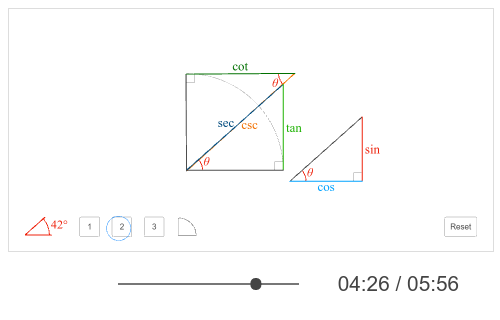 cot
θ
sec csc
tan
θ
sin
θ
cos
42° 1 2 3 Reset
04:26 / 05:56